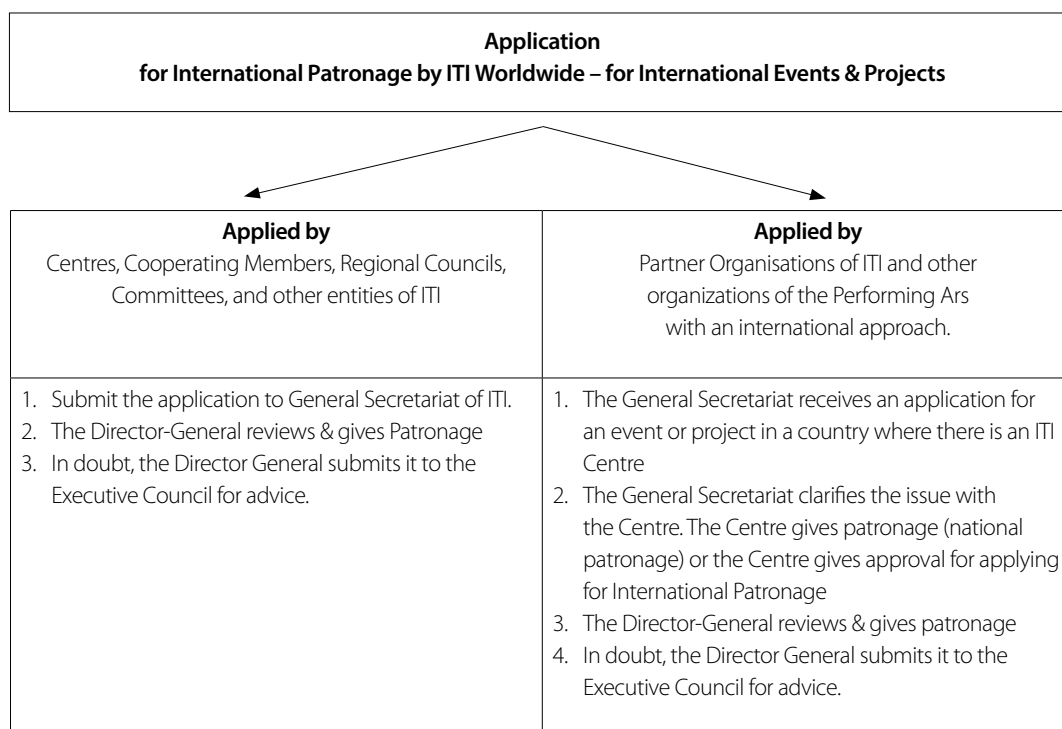 Application
for International Patronage by ITI Worldwide – for International Events & Projects
Applied by
Centres, Cooperating Members, Regional Councils,
Committees, and other entities of ITI
Applied by
Partner Organisations of ITI and other
organizations of the Performing Ars
with an international approach.
1. Submit the application to General Secretariat of ITI.
2. The Director-General reviews & gives Patronage
3. In doubt, the Director General submits it to the
Executive Council for advice.
1. The General Secretariat receives an application for
an event or project in a country where there is an ITI
Centre
2. The General Secretariat clarifies the issue with
the Centre. The Centre gives patronage (national
patronage) or the Centre gives approval for applying
for International Patronage
3. The Director-General reviews & gives patronage
4. In doubt, the Director General submits it to the
Executive Council for advice.